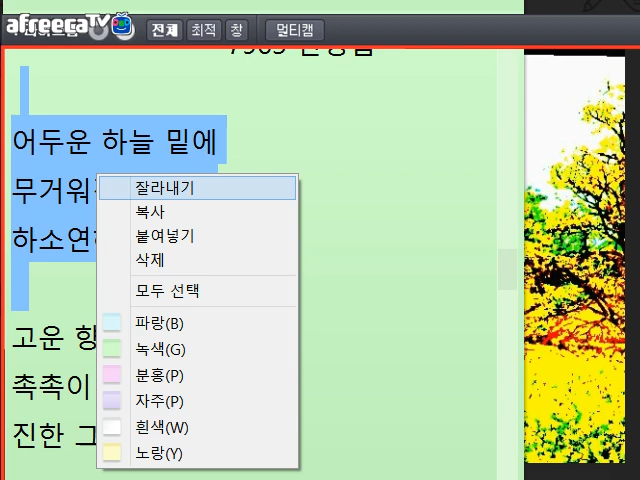 afreecaTV
전체 최적 창 멀티캠
어두운 하늘 밑에
무거워
하소연
고운 향
촉촉이
진한 그
잘라내기
복사
붙여넣기
삭제
모두 선택
파랑(B)
녹색(G)
분홍(P)
자주(P)
흰색(W)
노랑(Y)